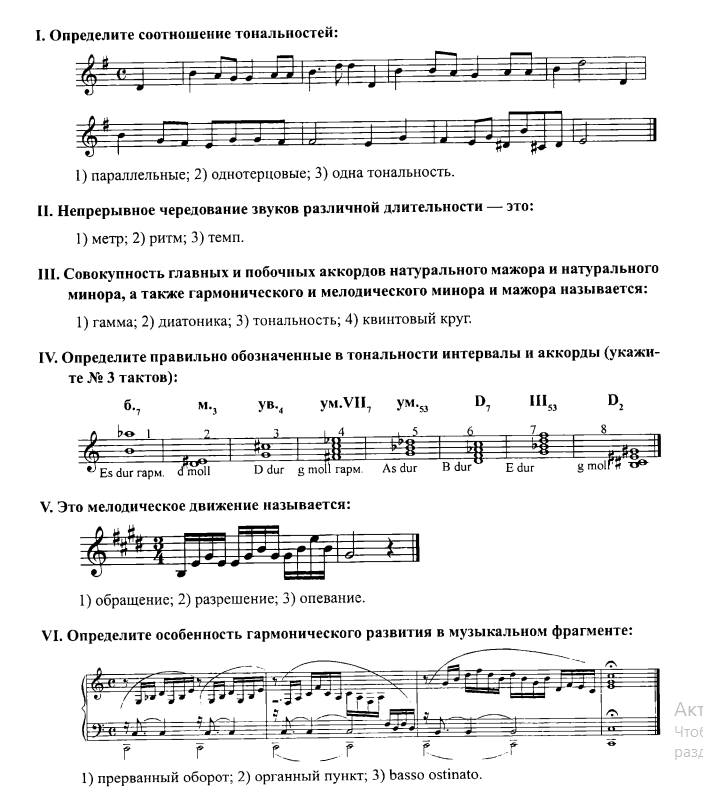 I. Определите соотношение тональностей:
1) параллельные; 2) однотерцовые; 3) одна тональность.
II. Непрерывное чередование звуков различной длительности — это:
1) метр; 2) ритм; 3) темп.
III. Совокупность главных и побочных аккордов натурального мажора и натурального
минора, а также гармонического и мелодического минора и мажора называется:
1) гамма; 2) диатоника; 3) тональность; 4) квинтовый круг.
IV. Определите правильно обозначенные в тональности интервалы и аккорды (укажи-
те № 3 тактов):
б.7 м.3 ув.4 ум.VII7 ум.53 D7 III53 D2
1 2 3 4 5 6 7 8
Es dur гарм. d moll D dur g moll гарм. As dur B dur E dur g moll
V. Это мелодическое движение называется:
3
4
1) обращение; 2) разрешение; 3) опевание.
VI. Определите особенность гармонического развития в музыкальном фрагменте:
1) прерванный оборот; 2) органный пункт; 3) basso ostinato.
Акт
Чтоб
разд